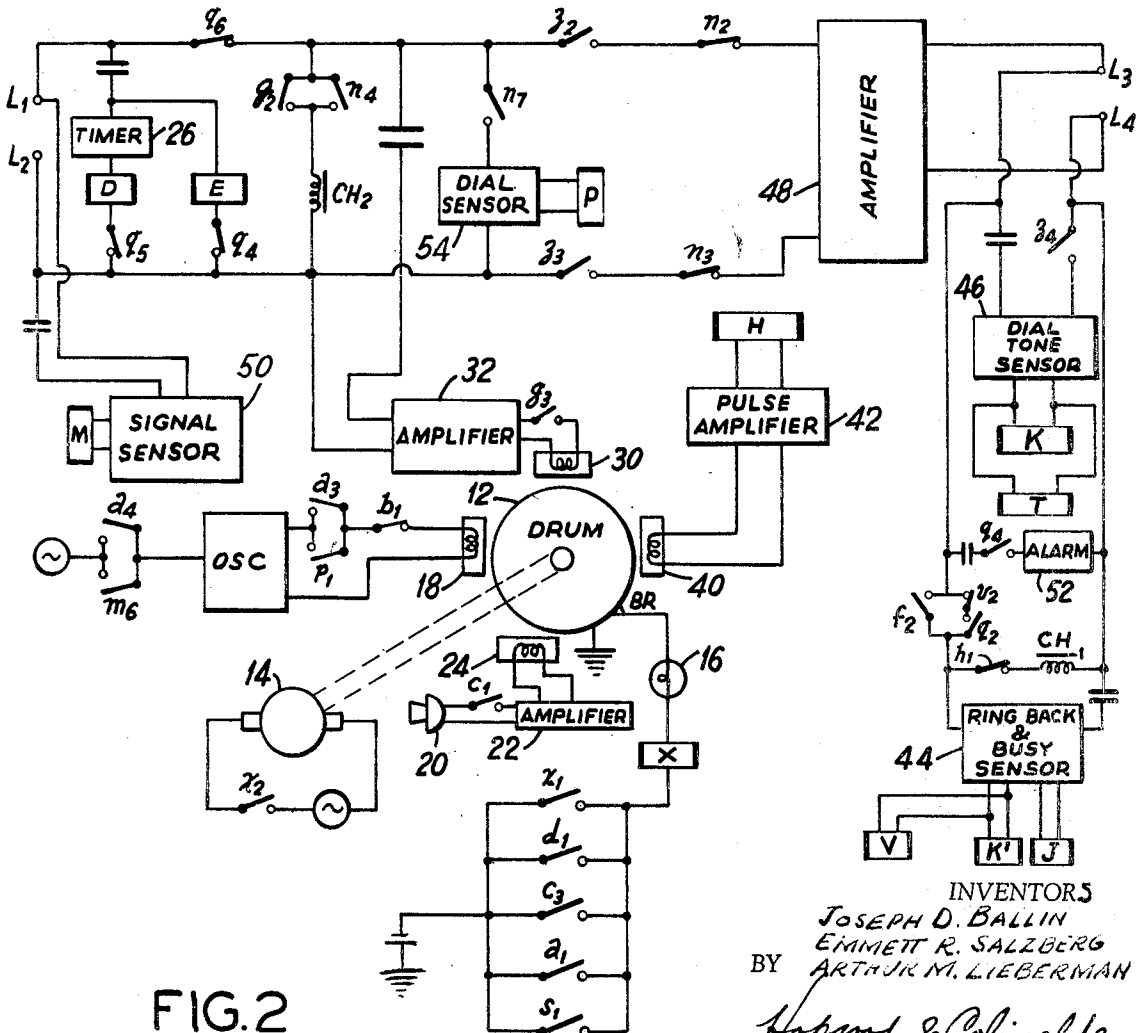 q6
z2
n2
L3
L1
g2
n4
n7
L4
TIMER 26
L2
D
E
CH2
DIAL
SENSOR
P
54
48
AMPLIFIER
z4
q5
q4
z3
n3
46
DIAL
TONE
SENSOR
H
50
32
g3
M
SIGNAL
SENSOR
AMPLIFIER
30
PULSE
AMPLIFIER
42
K
T
a4
a3
b1
12
DRUM
OSC
p1
18
40
q4
ALARM
52
m6
BR
f2
v2
q2
24
16
h1
CH1
14
c1
AMPLIFIER
20
22
X
44
RING BACK
&
BUSY
SENSOR
x2
x1
V
K'
J
d1
c3
a1
s1
INVENTORS
JOSEPH D. BALLIN
EMMETT R. SALZBERG
BY ARTHUR M. LIEBERMAN
FIG.2